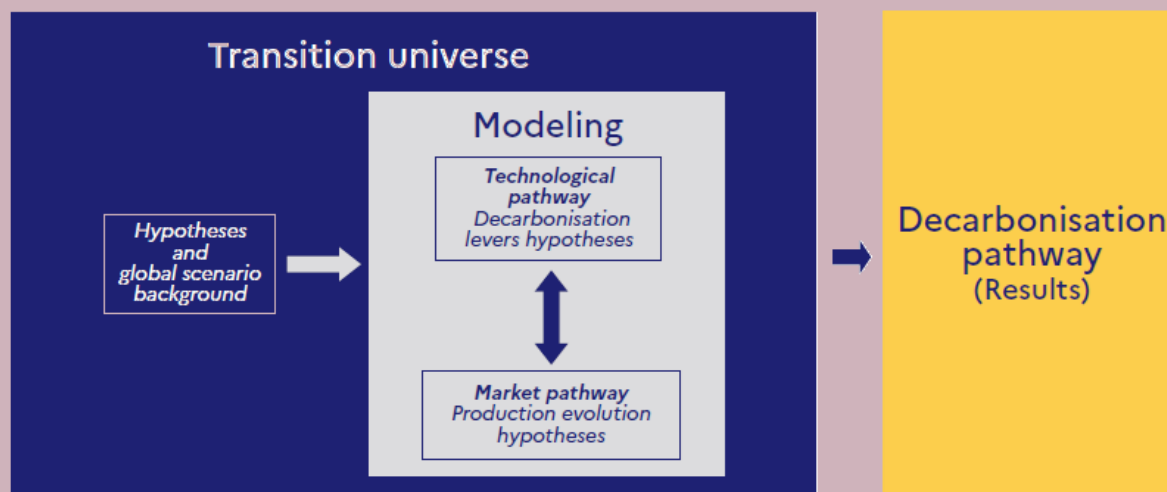 Transition universe
Modeling
Technological
pathway
Decarbonisation
levers hypotheses
Hypotheses
and
global scenario
background
Market pathway
Production evolution
hypotheses
Decarbonisation
pathway
(Results)